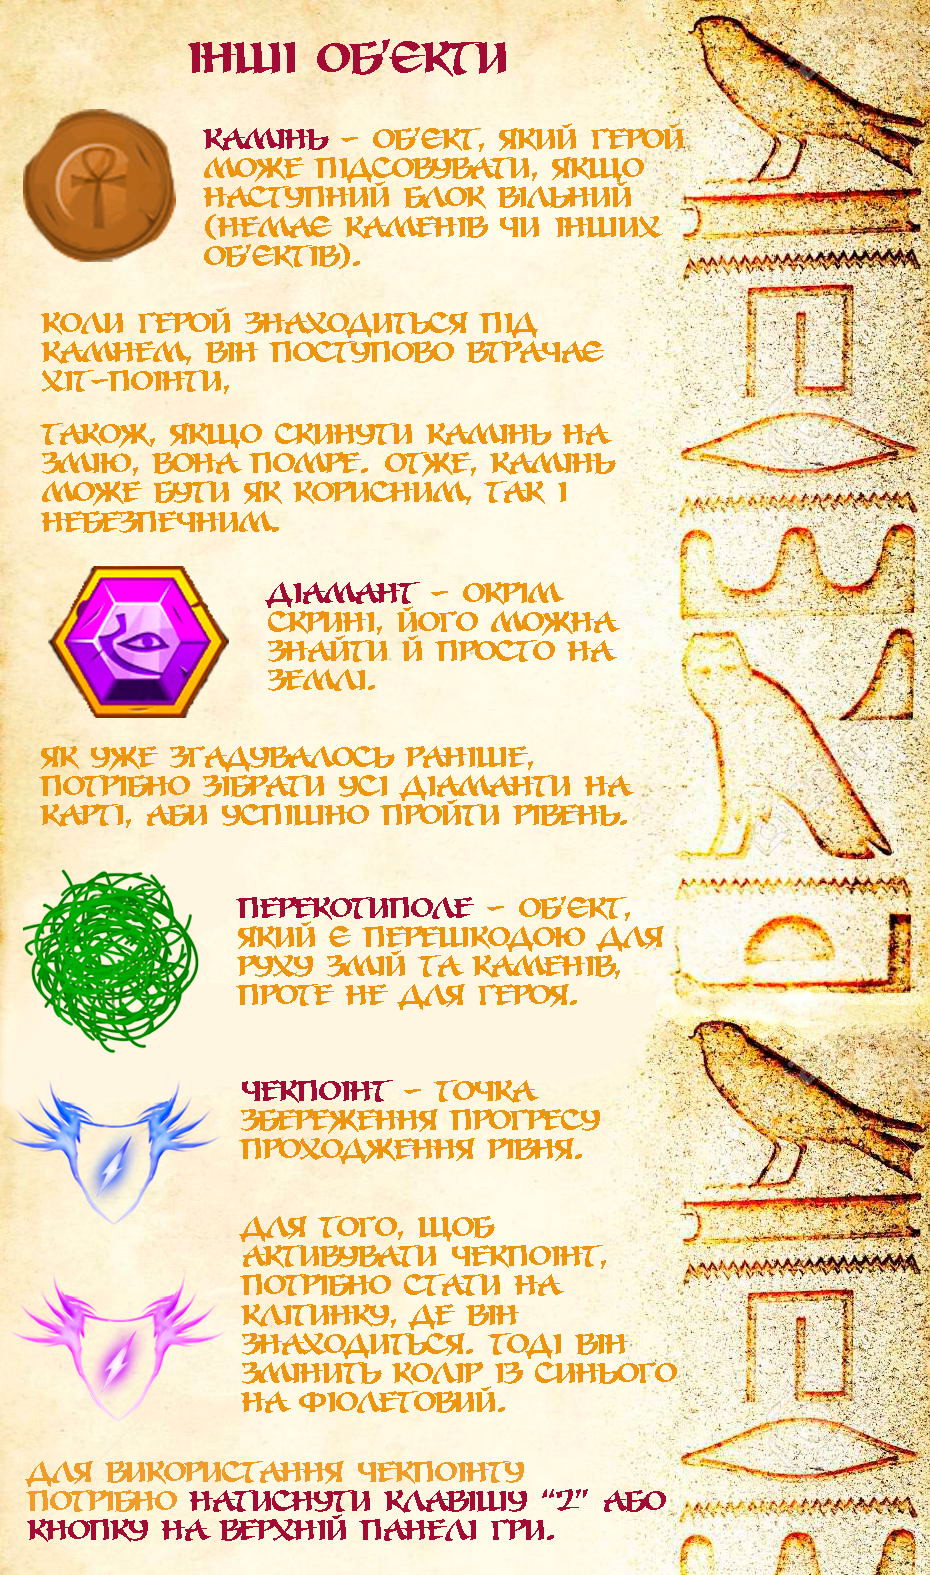 ІНШІ ОБ'ЄКТИ
КАМІНЬ – ОБ'ЄКТ, ЯКИЙ ГЕРОЙ
МОЖЕ ПІДСОВУВАТИ, ЯКЩО
НАСТУПНИЙ БЛОК ВІЛЬНИЙ
(НЕМАЄ КАМЕНІВ ЧИ ІНШИХ
ОБ'ЄКТІВ).
КОЛИ ГЕРОЙ ЗНАХОДИТЬСЯ ПІД
КАМНЕМ, ВІН ПОСТУПОВО ВТРАЧАЄ
ХІТ-ПОІНТИ,
ТАКОЖ, ЯКЩО СКИНУТИ КАМІНЬ НА
ЗМІЮ, ВОНА ПОМРЕ. ОТЖЕ, КАМІНЬ
МОЖЕ БУТИ ЯК КОРИСНИМ, ТАК І
НЕБЕЗПЕЧНИМ.
ДІАМАНТ – ОКРІМ
СКРИНІ, ЙОГО МОЖНА
ЗНАЙТИ Й ПРОСТО НА
ЗЕМЛІ.
ЯК УЖЕ ЗГАДУВАЛОСЬ РАНІШЕ,
ПОТРІБНО ЗІБРАТИ УСІ ДІАМАНТИ НА
КАРТІ, АБИ УСПІШНО ПРОЙТИ РІВЕНЬ.
ПЕРЕКОТИПОЛЕ – ОБ'ЄКТ,
ЯКИЙ Є ПЕРЕШКОДОЮ ДЛЯ
РУХУ ЗМІЙ ТА КАМЕНІВ,
ПРОТЕ НЕ ДЛЯ ГЕРОЯ.
ЧЕКПОІНТ – ТОЧКА
ЗБЕРЕЖЕННЯ ПРОГРЕСУ
ПРОХОДЖЕННЯ РІВНЯ.
ДЛЯ ТОГО, ЩОБ
АКТИВУВАТИ ЧЕКПОІНТ,
ПОТРІБНО СТАТИ НА
КЛІТИНКУ, ДЕ ВІН
ЗНАХОДИТЬСЯ. ТОДІ ВІН
ЗМІНИТЬ КОЛІР ІЗ СИНЬОГО
НА ФІОЛЕТОВИЙ.
ДЛЯ ВИКОРИСТАННЯ ЧЕКПОІНТУ
ПОТРІБНО НАТИСНУТИ КЛАВІШУ “2” АБО
КНОПКУ НА ВЕРХНІЙ ПАНЕЛІ ГРИ.